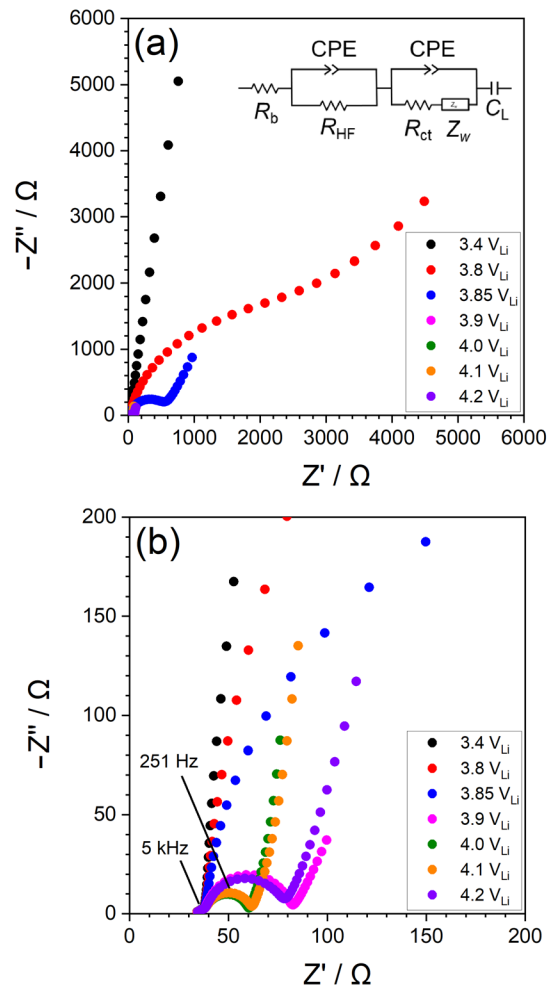 (a)
CPE CPE
R_b R_HF R_ct Z_w C_L
6000
5000
4000
3000
2000
1000
0
−Z″ / Ω
3.4 V_Li
3.8 V_Li
3.85 V_Li
3.9 V_Li
4.0 V_Li
4.1 V_Li
4.2 V_Li
0 1000 2000 3000 4000 5000 6000
Z′ / Ω
(b)
200
150
100
50
0
−Z″ / Ω
251 Hz
5 kHz
3.4 V_Li
3.8 V_Li
3.85 V_Li
3.9 V_Li
4.0 V_Li
4.1 V_Li
4.2 V_Li
0 50 100 150 200
Z′ / Ω